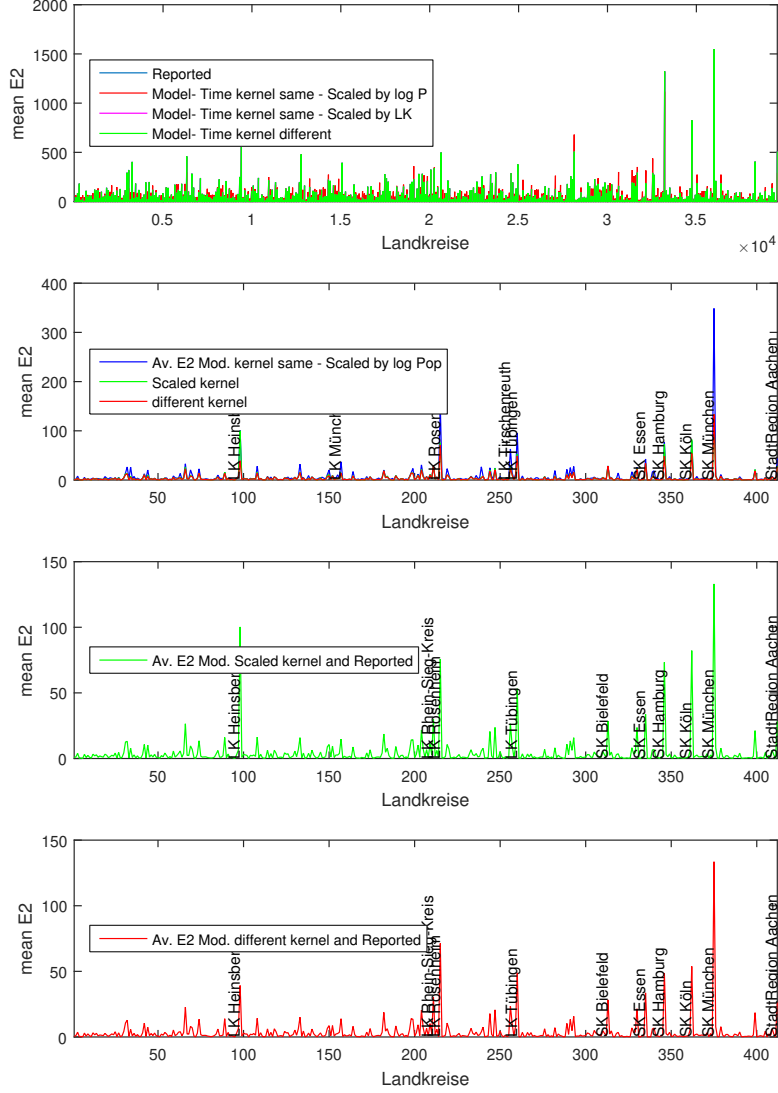 2000
1500
1000
500
0
mean E2
Reported
Model- Time kernel same - Scaled by log P
Model- Time kernel same - Scaled by LK
Model- Time kernel different
0.5 1 1.5 2 2.5 3 3.5
Landkreise
×10⁴
400
300
200
100
0
mean E2
Av. E2 Mod. kernel same - Scaled by log Pop
Scaled kernel
different kernel
LK Heinsb
LK Münch
LK Rosen
LK Tirschenreuth
LK Tübingen
SK Essen
SK Hamburg
SK Köln
SK München
StadtRegion Aachen
50 100 150 200 250 300 350 400
Landkreise
150
100
50
0
mean E2
Av. E2 Mod. Scaled kernel and Reported
LK Heinsber
LK Rhein-Sieg-Kreis
LK Rosenheim
LK Tübingen
SK Bielefeld
SK Essen
SK Hamburg
SK Köln
SK München
StadtRegion Aachen
50 100 150 200 250 300 350 400
Landkreise
150
100
50
0
mean E2
Av. E2 Mod. different kernel and Reported
LK Heinsber
LK Rhein-Sieg-Kreis
LK Rosenheim
LK Tübingen
SK Bielefeld
SK Essen
SK Hamburg
SK Köln
SK München
StadtRegion Aachen
50 100 150 200 250 300 350 400
Landkreise